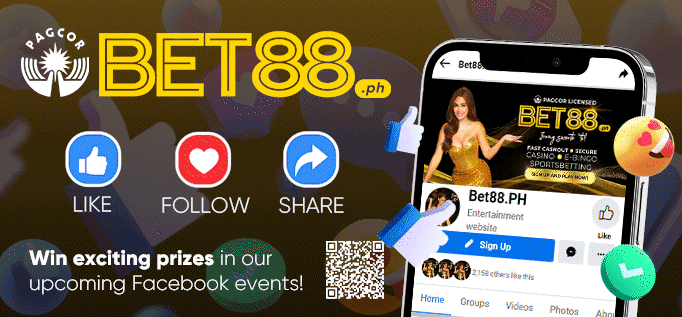 PAGCOR
BET88.ph
LIKE
FOLLOW
SHARE
Win exciting prizes in our
upcoming Facebook events!
Bet88.
PAGCOR LICENSED
BET88.ph
FAST CASHOUT SECURE
CASINO E-BINGO
SPORTSBETTING
SIGN UP AND PLAY NOW!
Bet88.PH
Entertainment
website
Like
Sign Up
2,158 others like this
Home Groups Videos Photos Abou